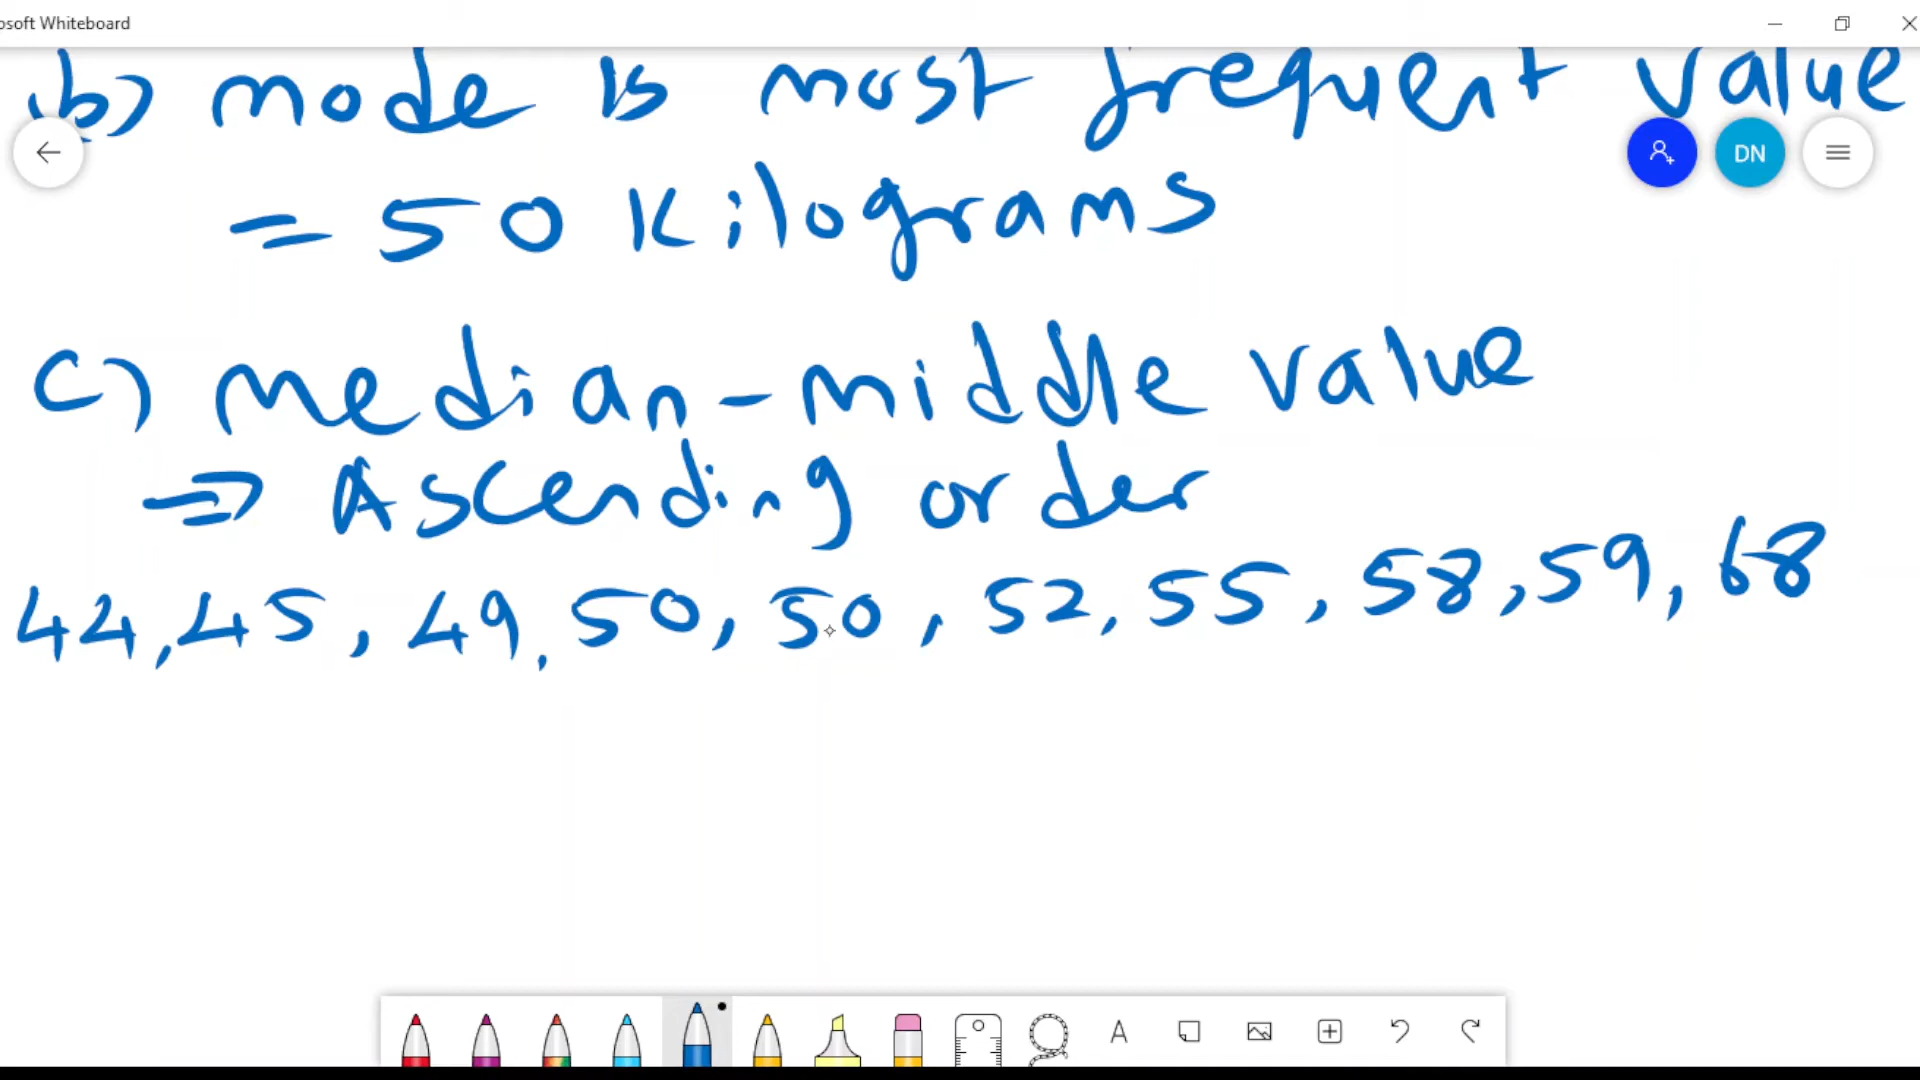 osoft Whiteboard
b) mode is most frequent value
DN
= 50 Kilograms
c) Median - middle value
⇒ Ascending order
44, 45, 49, 50, 50, 52, 55, 58, 59, 68
A